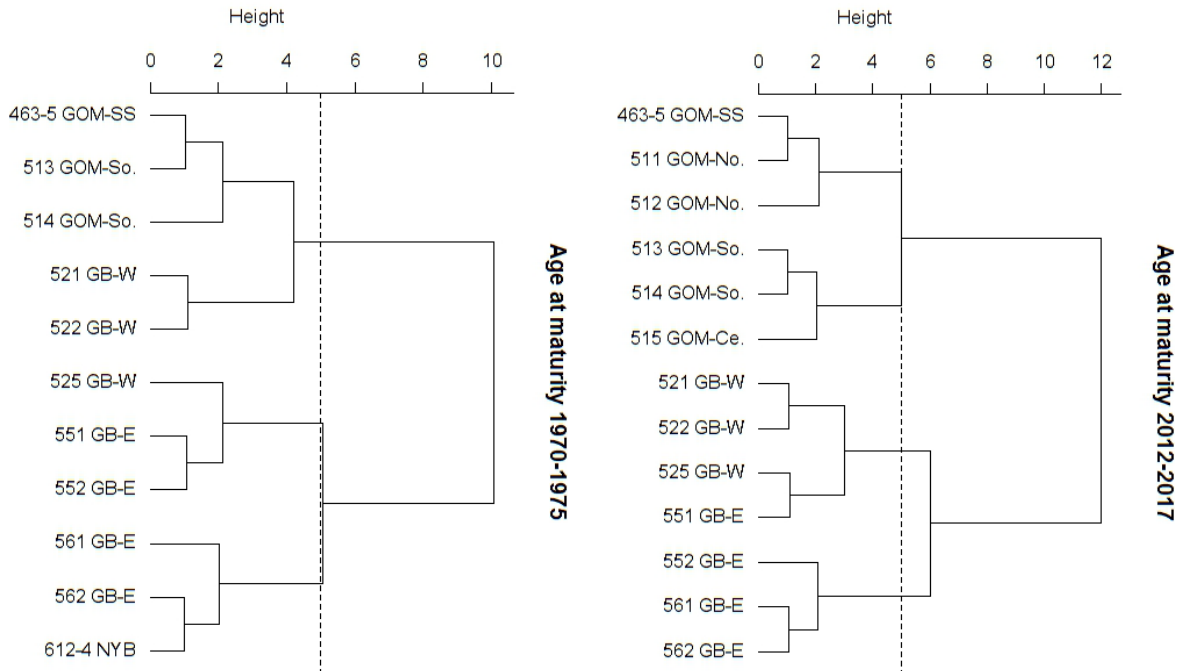 Height
0 2 4 6 8 10
463-5 GOM-SS
513 GOM-So.
514 GOM-So.
521 GB-W
522 GB-W
525 GB-W
551 GB-E
552 GB-E
561 GB-E
562 GB-E
612-4 NYB
Age at maturity 1970-1975
Height
0 2 4 6 8 10 12
463-5 GOM-SS
511 GOM-No.
512 GOM-No.
513 GOM-So.
514 GOM-So.
515 GOM-Ce.
521 GB-W
522 GB-W
525 GB-W
551 GB-E
552 GB-E
561 GB-E
562 GB-E
Age at maturity 2012-2017